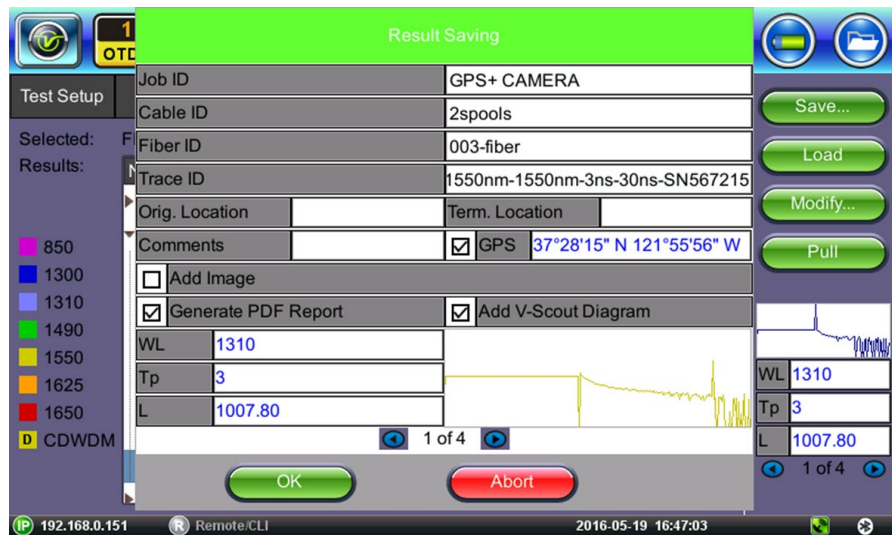 1
OTD
Result Saving
Test Setup
Job ID
GPS+ CAMERA
Save...
Cable ID
2spools
Selected:
Fiber ID
003-fiber
Load
Results:
Trace ID
1550nm-1550nm-3ns-30ns-SN567215
Orig. Location
Term. Location
Modify...
850
Comments
GPS
37°28'15" N 121°55'56" W
Pull
1300
Add Image
1310
Generate PDF Report
Add V-Scout Diagram
1490
WL
1310
1550
Tp
3
WL
1310
1625
L
1007.80
Tp
3
1650
1 of 4
L
1007.80
D
CDWDM
1 of 4
OK
Abort
IP
192.168.0.151
R
Remote/CLI
2016-05-19 16:47:03